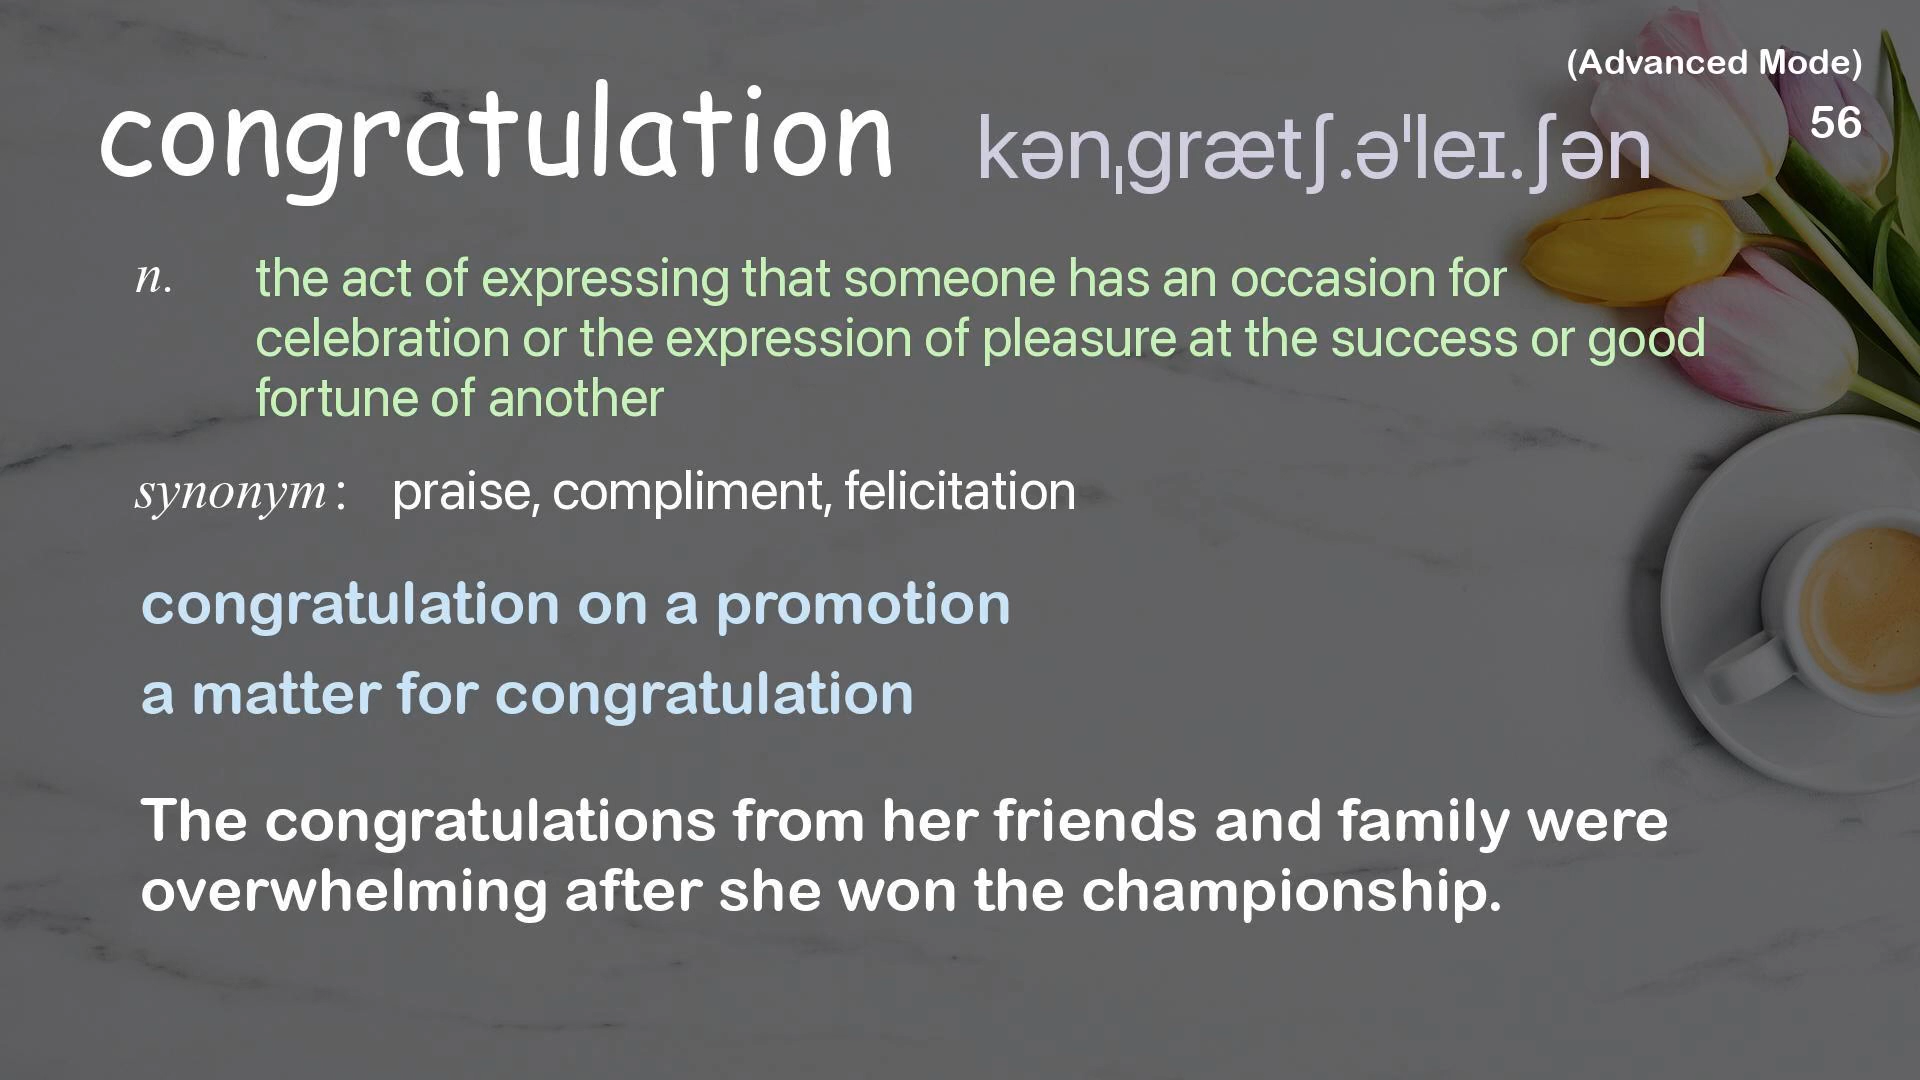 (Advanced Mode)
congratulation kənˌɡrætʃ.əˈleɪ.ʃən 56
n. the act of expressing that someone has an occasion for
celebration or the expression of pleasure at the success or good
fortune of another
synonym: praise, compliment, felicitation
congratulation on a promotion
a matter for congratulation
The congratulations from her friends and family were
overwhelming after she won the championship.